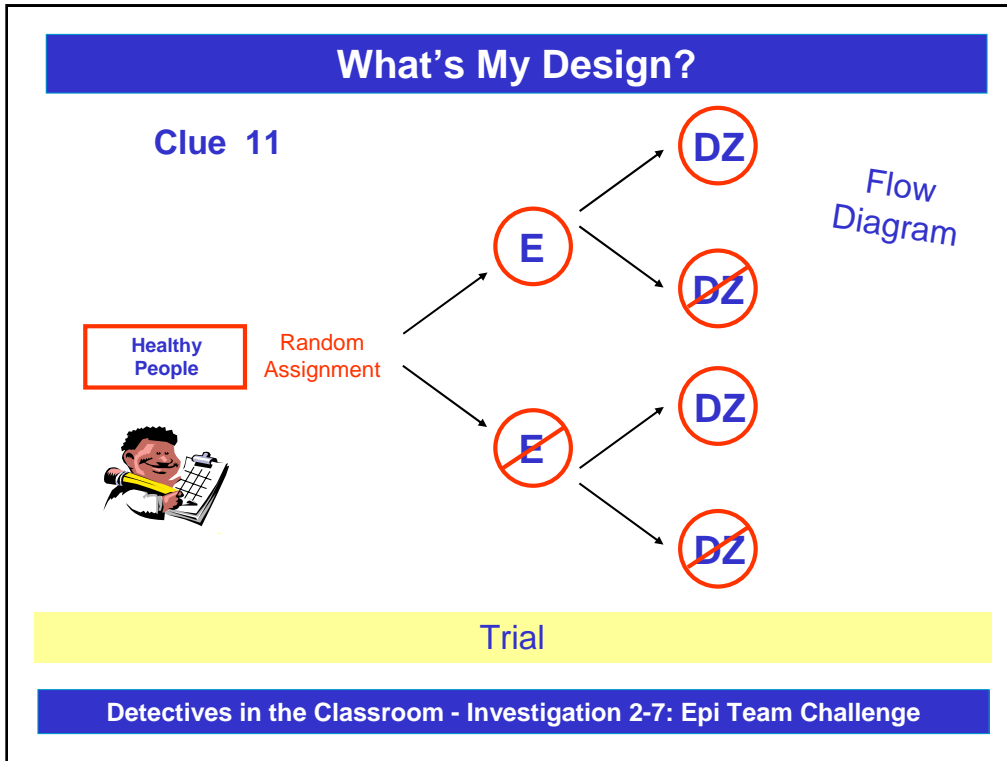 What's My Design?
Clue 11
Flow
Diagram
DZ
E
DZ
Healthy
People
Random
Assignment
DZ
E
DZ
Trial
Detectives in the Classroom - Investigation 2-7: Epi Team Challenge